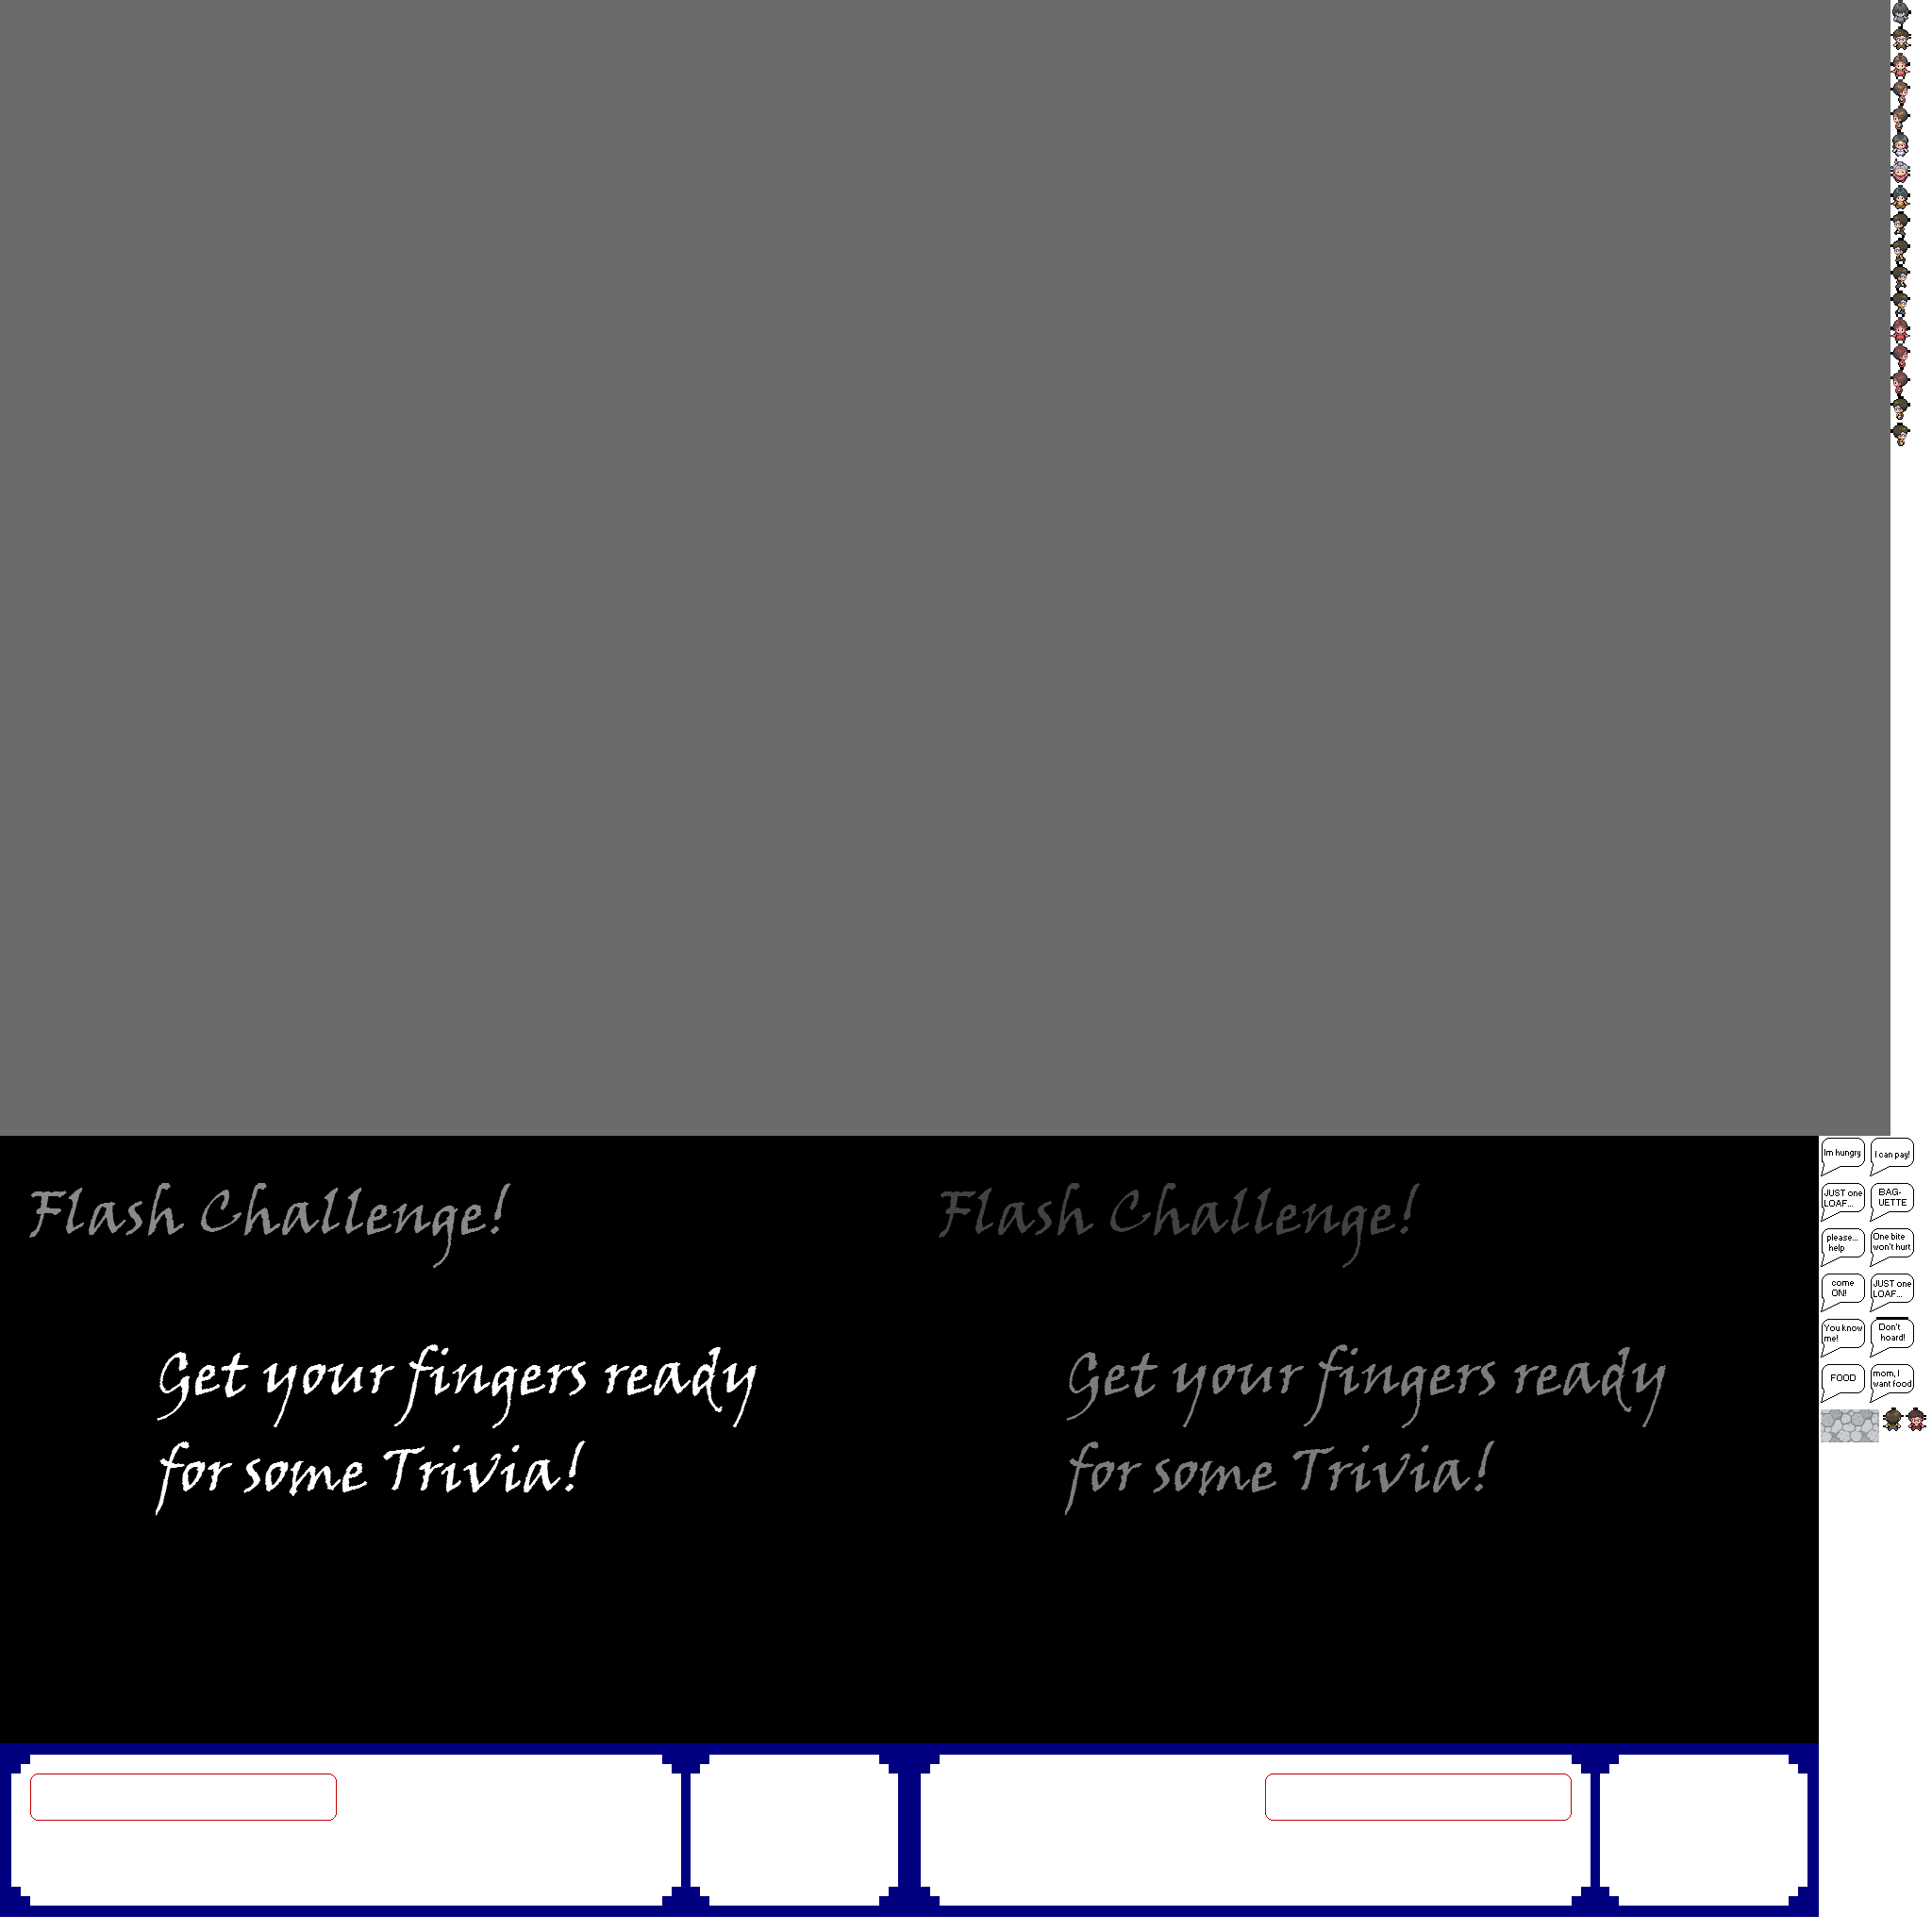 Flash Challenge!
Get your fingers ready
for some Trivia!
Flash Challenge!
Get your fingers ready
for some Trivia!
Im hungry
I can pay!
JUST one
LOAF...
BAG-
UETTE
please...
help
One bite
won't hurt
come
ON!
JUST one
LOAF...
You know
me!
Don't
hoard!
FOOD
mom, I
want food